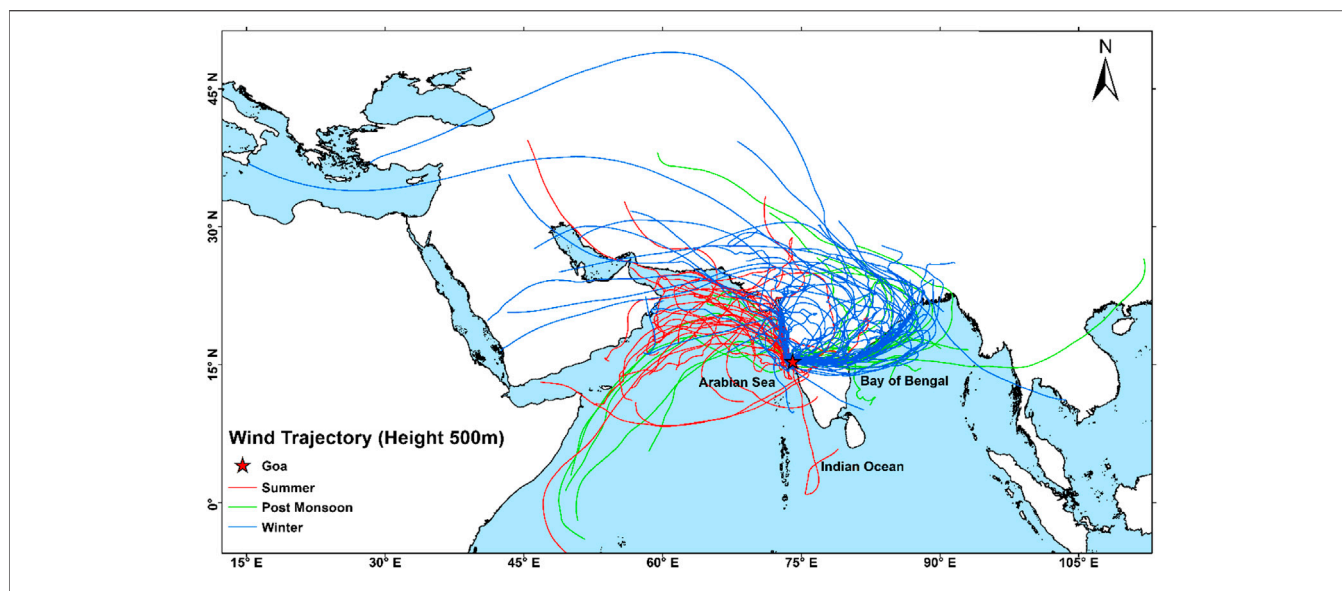 N
45° N
30° N
15° N
0°
Arabian Sea
Bay of Bengal
Indian Ocean
Wind Trajectory (Height 500m)
Goa
Summer
Post Monsoon
Winter
15° E
30° E
45° E
60° E
75° E
90° E
105° E